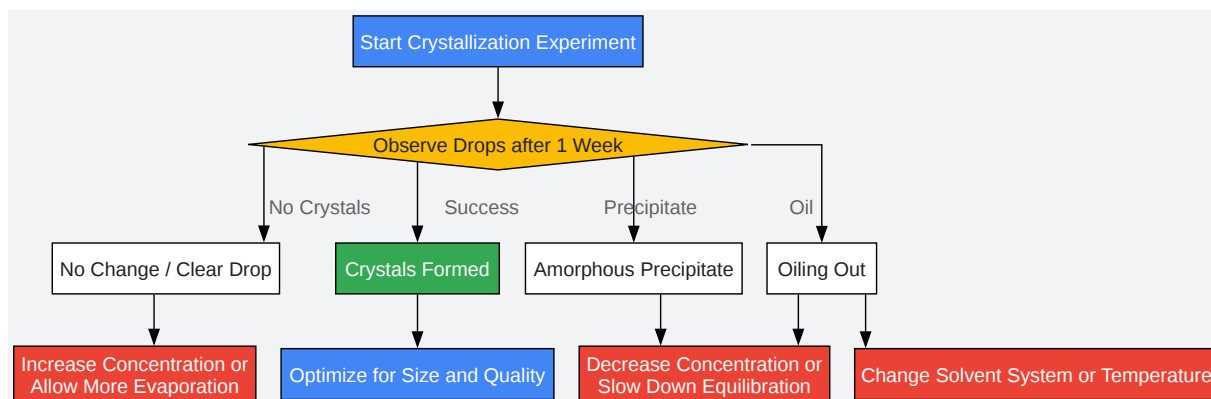 Start Crystallization Experiment
Observe Drops after 1 Week
No Crystals
Success
Precipitate
Oil
No Change / Clear Drop
Crystals Formed
Amorphous Precipitate
Oiling Out
Increase Concentration or
Allow More Evaporation
Optimize for Size and Quality
Decrease Concentration or
Slow Down Equilibration
Change Solvent System or Temperature